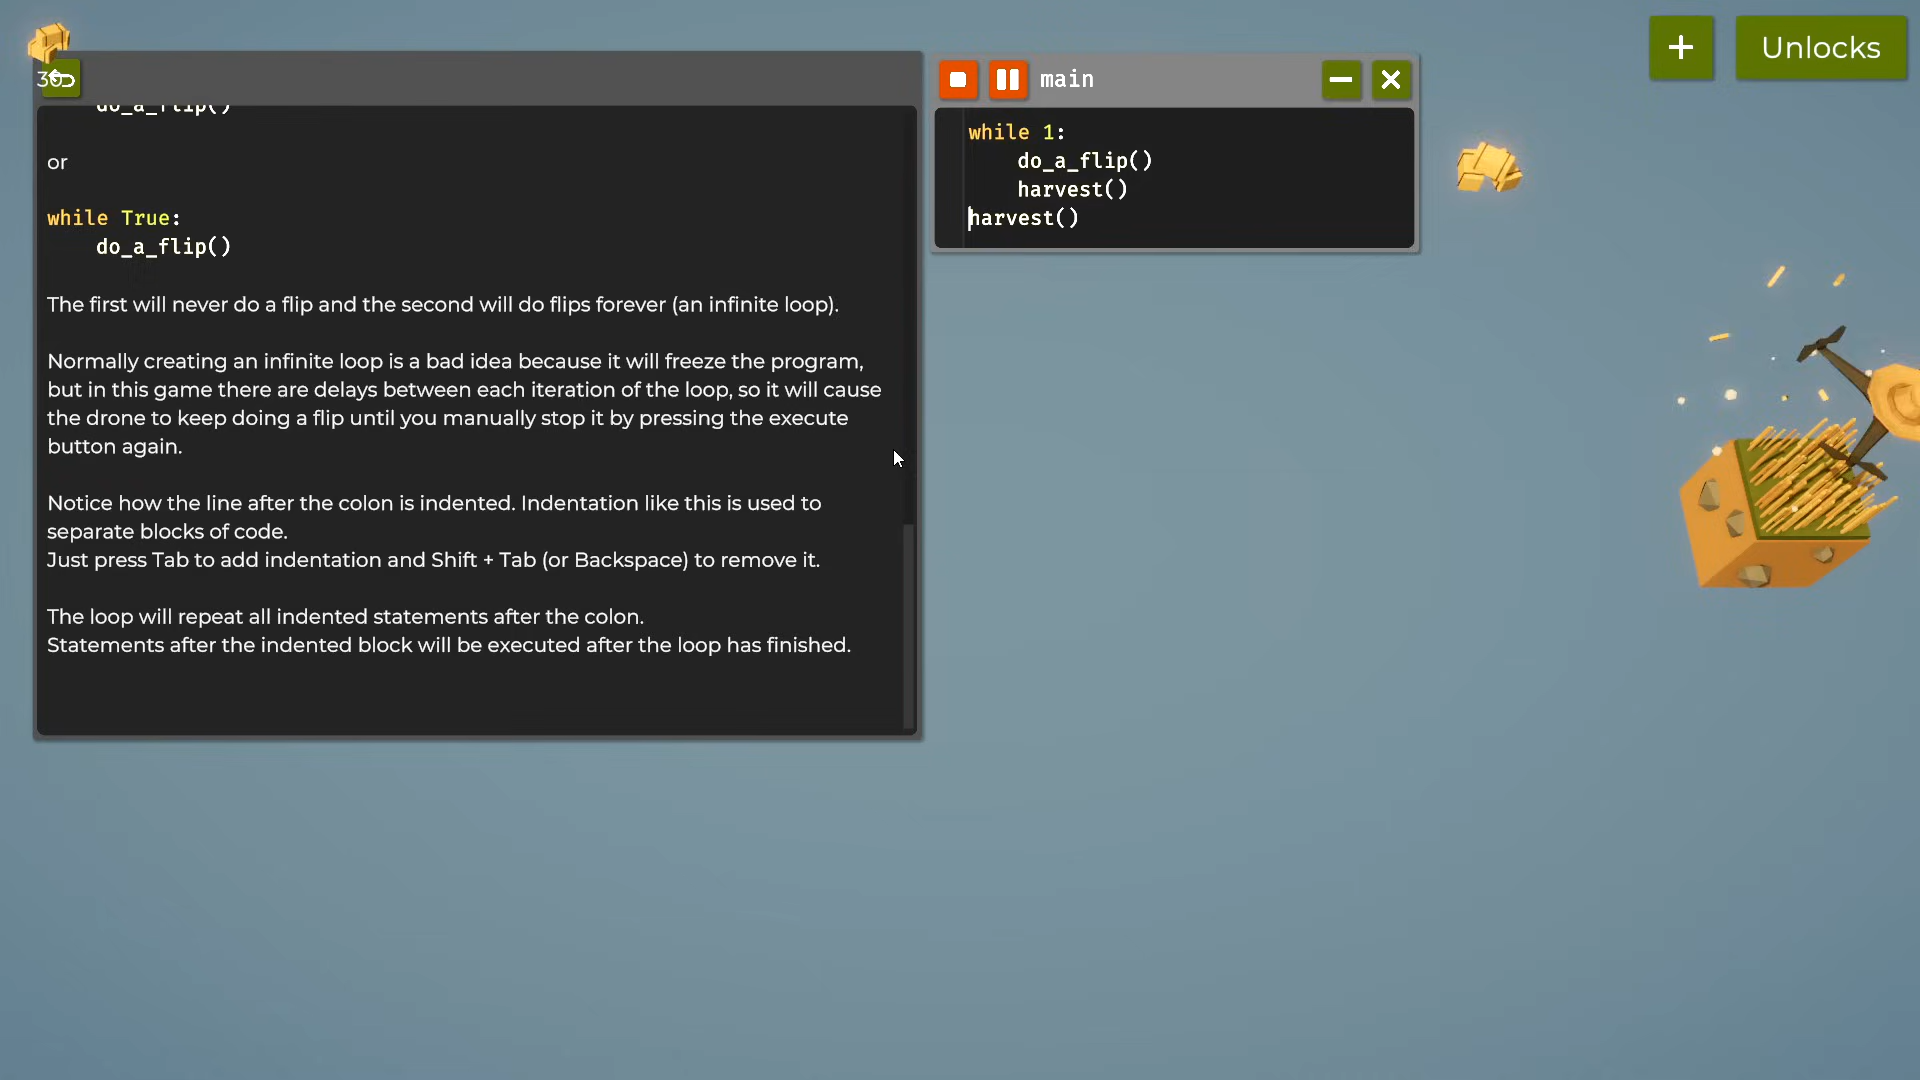 Unlocks
do_a_flip()
or
while True:
do_a_flip()
The first will never do a flip and the second will do flips forever (an infinite loop).
Normally creating an infinite loop is a bad idea because it will freeze the program,
but in this game there are delays between each iteration of the loop, so it will cause
the drone to keep doing a flip until you manually stop it by pressing the execute
button again.
Notice how the line after the colon is indented. Indentation like this is used to
separate blocks of code.
Just press Tab to add indentation and Shift + Tab (or Backspace) to remove it.
The loop will repeat all indented statements after the colon.
Statements after the indented block will be executed after the loop has finished.
main
while 1:
do_a_flip()
harvest()
harvest()